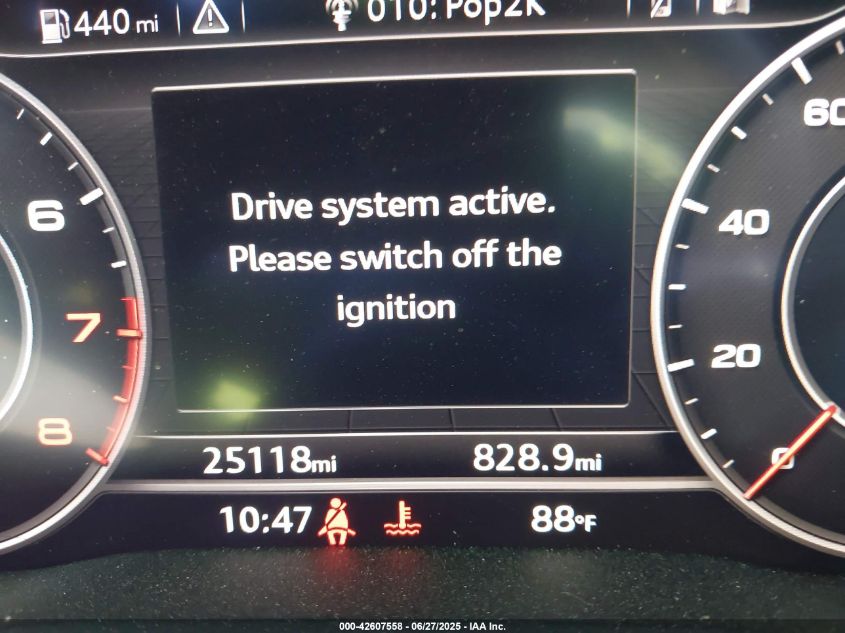 440 mi
010: Pop2K
Drive system active.
Please switch off the
ignition
6
7
8
60
40
20
0
25118mi
828.9mi
10:47
88°F
000-42607558 - 06/27/2025 - IAA Inc.